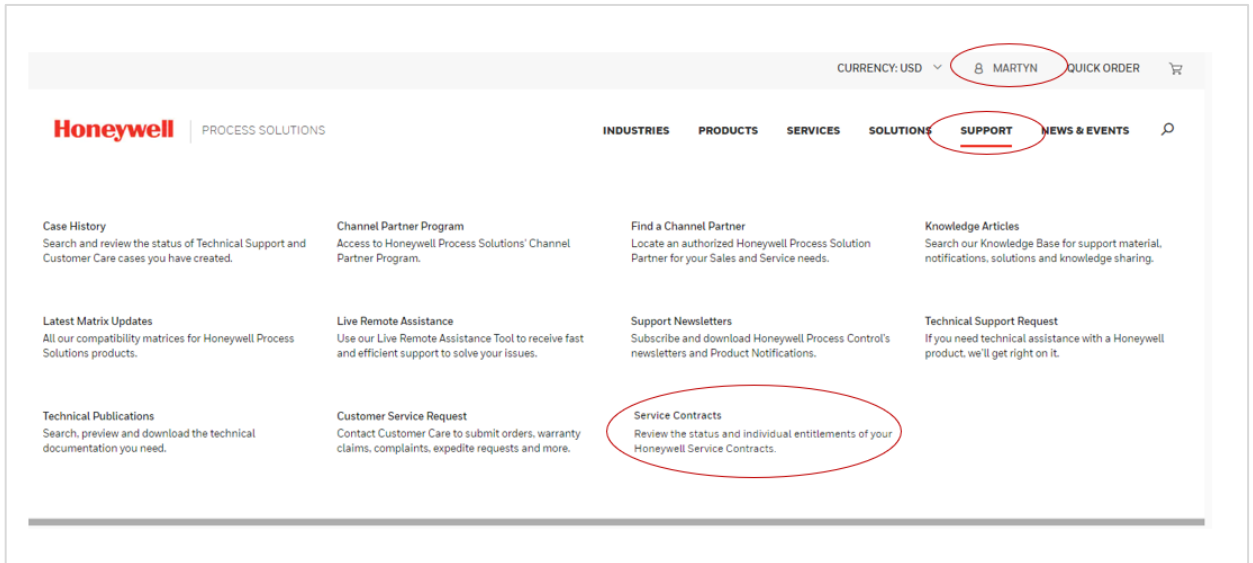 CURRENCY: USD MARTYN QUICK ORDER
Honeywell PROCESS SOLUTIONS INDUSTRIES PRODUCTS SERVICES SOLUTIONS SUPPORT NEWS & EVENTS
Case History
Search and review the status of Technical Support and
Customer Care cases you have created.
Channel Partner Program
Access to Honeywell Process Solutions' Channel
Partner Program.
Find a Channel Partner
Locate an authorized Honeywell Process Solution
Partner for your Sales and Service needs.
Knowledge Articles
Search our Knowledge Base for support material,
notifications, solutions and knowledge sharing.
Latest Matrix Updates
All our compatibility matrices for Honeywell Process
Solutions products.
Live Remote Assistance
Use our Live Remote Assistance Tool to receive fast
and efficient support to solve your issues.
Support Newsletters
Subscribe and download Honeywell Process Control's
newsletters and Product Notifications.
Technical Support Request
If you need technical assistance with a Honeywell
product, we'll get right on it.
Technical Publications
Search, preview and download the technical
documentation you need.
Customer Service Request
Contact Customer Care to submit orders, warranty
claims, complaints, expedite requests and more.
Service Contracts
Review the status and individual entitlements of your
Honeywell Service Contracts.